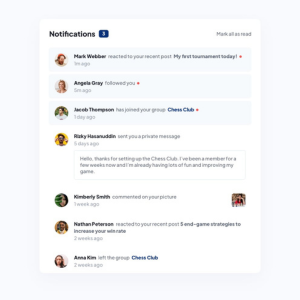 Notifications 3 Mark all as read
Mark Webber reacted to your recent post My first tournament today!
1m ago
Angela Gray followed you
5m ago
Jacob Thompson has joined your group Chess Club
1 day ago
Rizky Hasanuddin sent you a private message
5 days ago
Hello, thanks for setting up the Chess Club. I've been a member for a
few weeks now and I'm already having lots of fun and improving my
game.
Kimberly Smith commented on your picture
1 week ago
Nathan Peterson reacted to your recent post 5 end-game strategies to
increase your win rate
2 weeks ago
Anna Kim left the group Chess Club
2 weeks ago